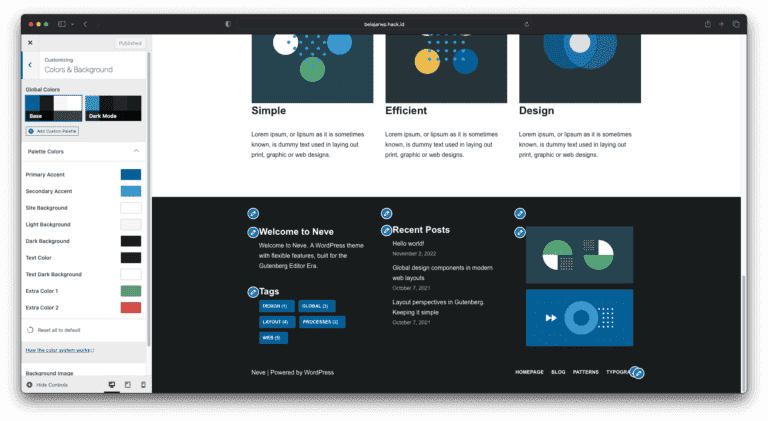 belajarwp.hack.id
Published
Customizing
Colors & Background
Global Colors
Base
Dark Mode
Add Custom Palette
Palette Colors
Primary Accent
Secondary Accent
Site Background
Light Background
Dark Background
Text Color
Text Dark Background
Extra Color 1
Extra Color 2
Reset all to default
How the color system works
Background Image
Hide Controls
Simple
Lorem ipsum, or lipsum as it is sometimes
known, is dummy text used in laying out
print, graphic or web designs.
Efficient
Lorem ipsum, or lipsum as it is sometimes
known, is dummy text used in laying out
print, graphic or web designs.
Design
Lorem ipsum, or lipsum as it is sometimes
known, is dummy text used in laying out
print, graphic or web designs.
Welcome to Neve
Welcome to Neve. A WordPress theme
with flexible features, built for the
Gutenberg Editor Era.
Tags
DESIGN (1)
GLOBAL (3)
LAYOUT (4)
PROCESSES (2)
WEB (5)
Recent Posts
Hello world!
November 2, 2022
Global design components in modern
web layouts
October 7, 2021
Layout perspectives in Gutenberg.
Keeping it simple
October 7, 2021
Neve | Powered by WordPress
HOMEPAGE BLOG PATTERNS